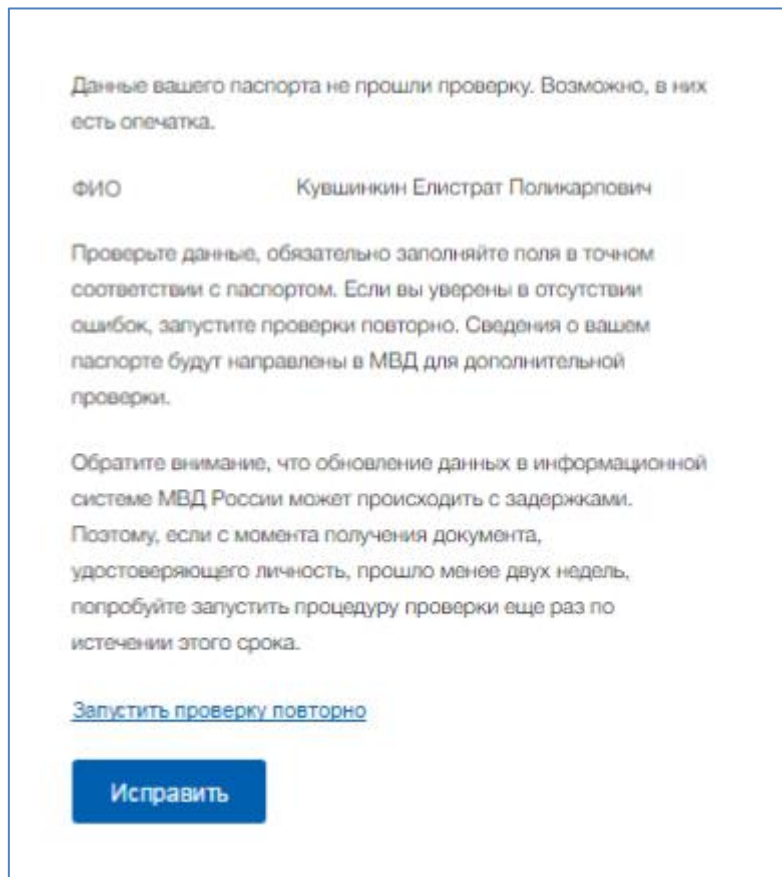 Данные вашего паспорта не прошли проверку. Возможно, в них
есть опечатка.
ФИО Кувшинкин Елистрат Поликарпович
Проверьте данные, обязательно заполняйте поля в точном
соответствии с паспортом. Если вы уверены в отсутствии
ошибок, запустите проверки повторно. Сведения о вашем
паспорте будут направлены в МВД для дополнительной
проверки.
Обратите внимание, что обновление данных в информационной
системе МВД России может происходить с задержками.
Поэтому, если с момента получения документа,
удостоверяющего личность, прошло менее двух недель,
попробуйте запустить процедуру проверки еще раз по
истечении этого срока.
Запустить проверку повторно
Исправить